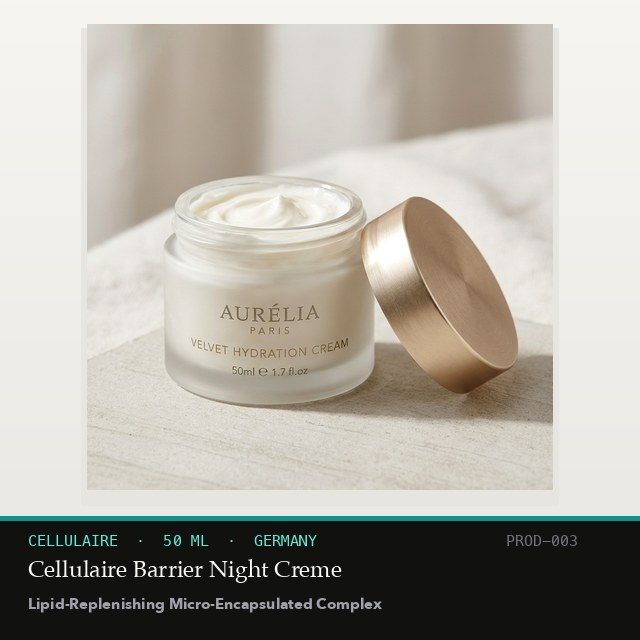 AURÉLIA
PARIS
VELVET HYDRATION CREAM
50ml ℮ 1.7 fl.oz
CELLULAIRE · 50 ML · GERMANY
PROD–003
Cellulaire Barrier Night Creme
Lipid-Replenishing Micro-Encapsulated Complex